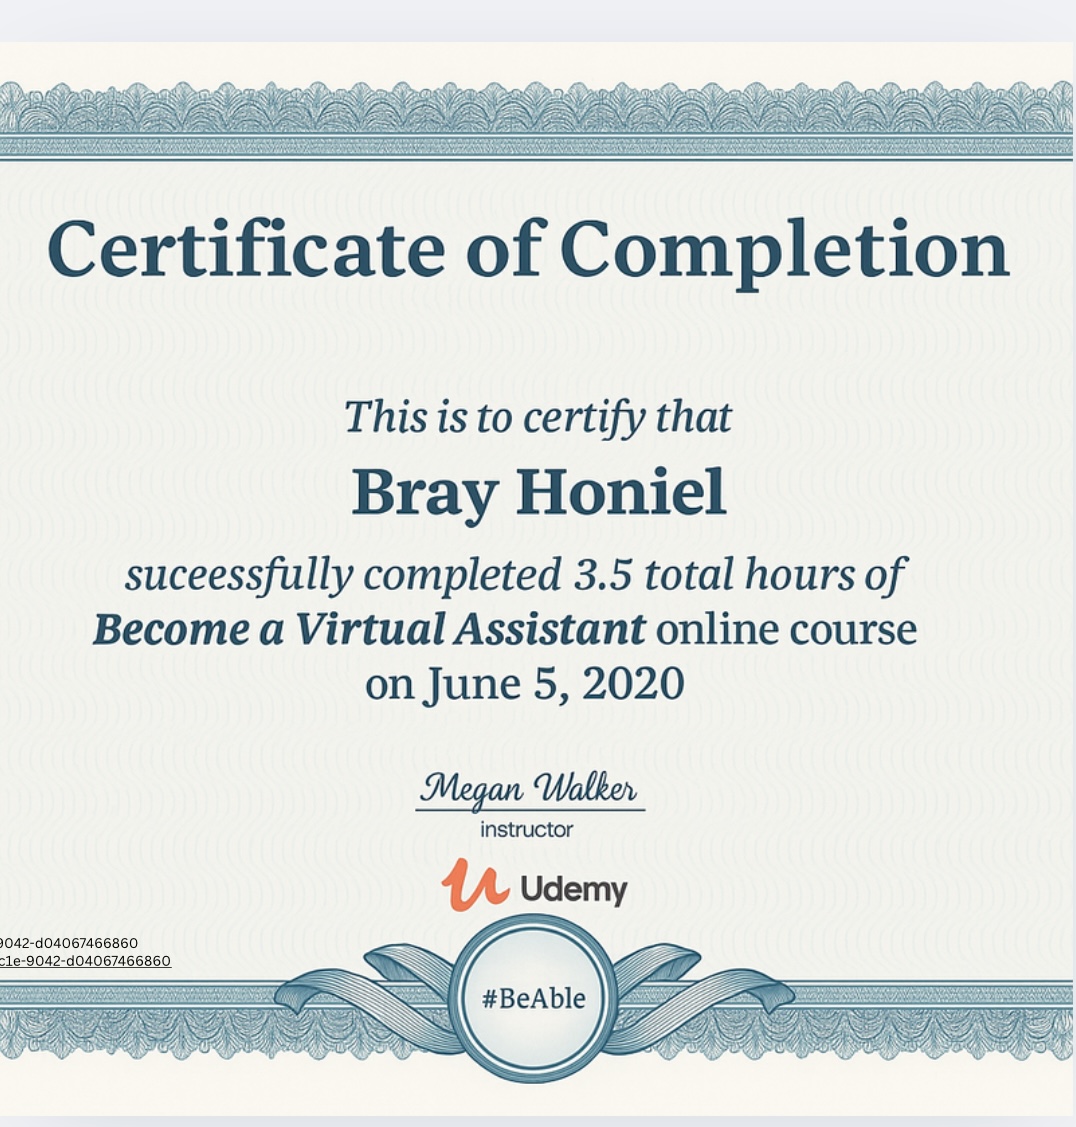 Certificate of Completion
This is to certify that
Bray Honiel
suceessfully completed 3.5 total hours of
Become a Virtual Assistant online course
on June 5, 2020
Megan Walker
instructor
Udemy
9042-d04067466860
c1e-9042-d04067466860
#BeAble